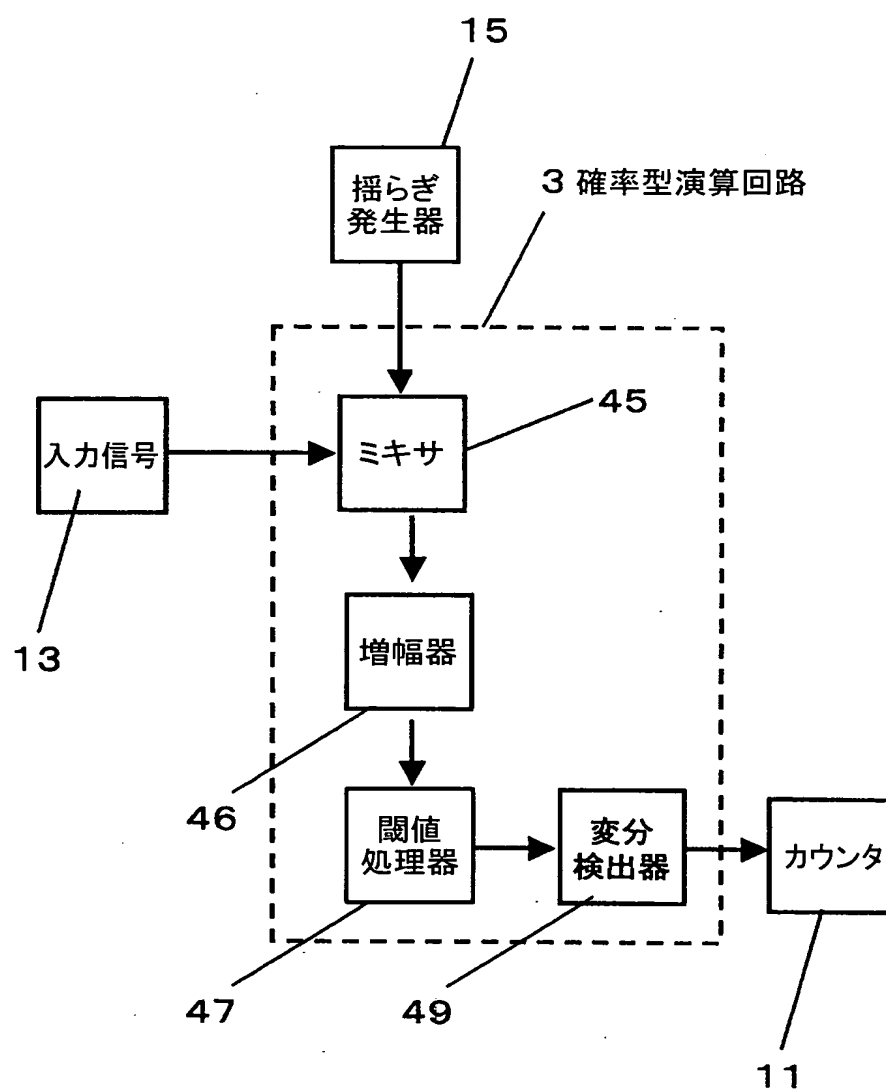 15
揺らぎ
発生器
3 確率型演算回路
45
入力信号
ミキサ
13
増幅器
46
閾値
処理器
変分
検出器
カウンタ
47
49
11